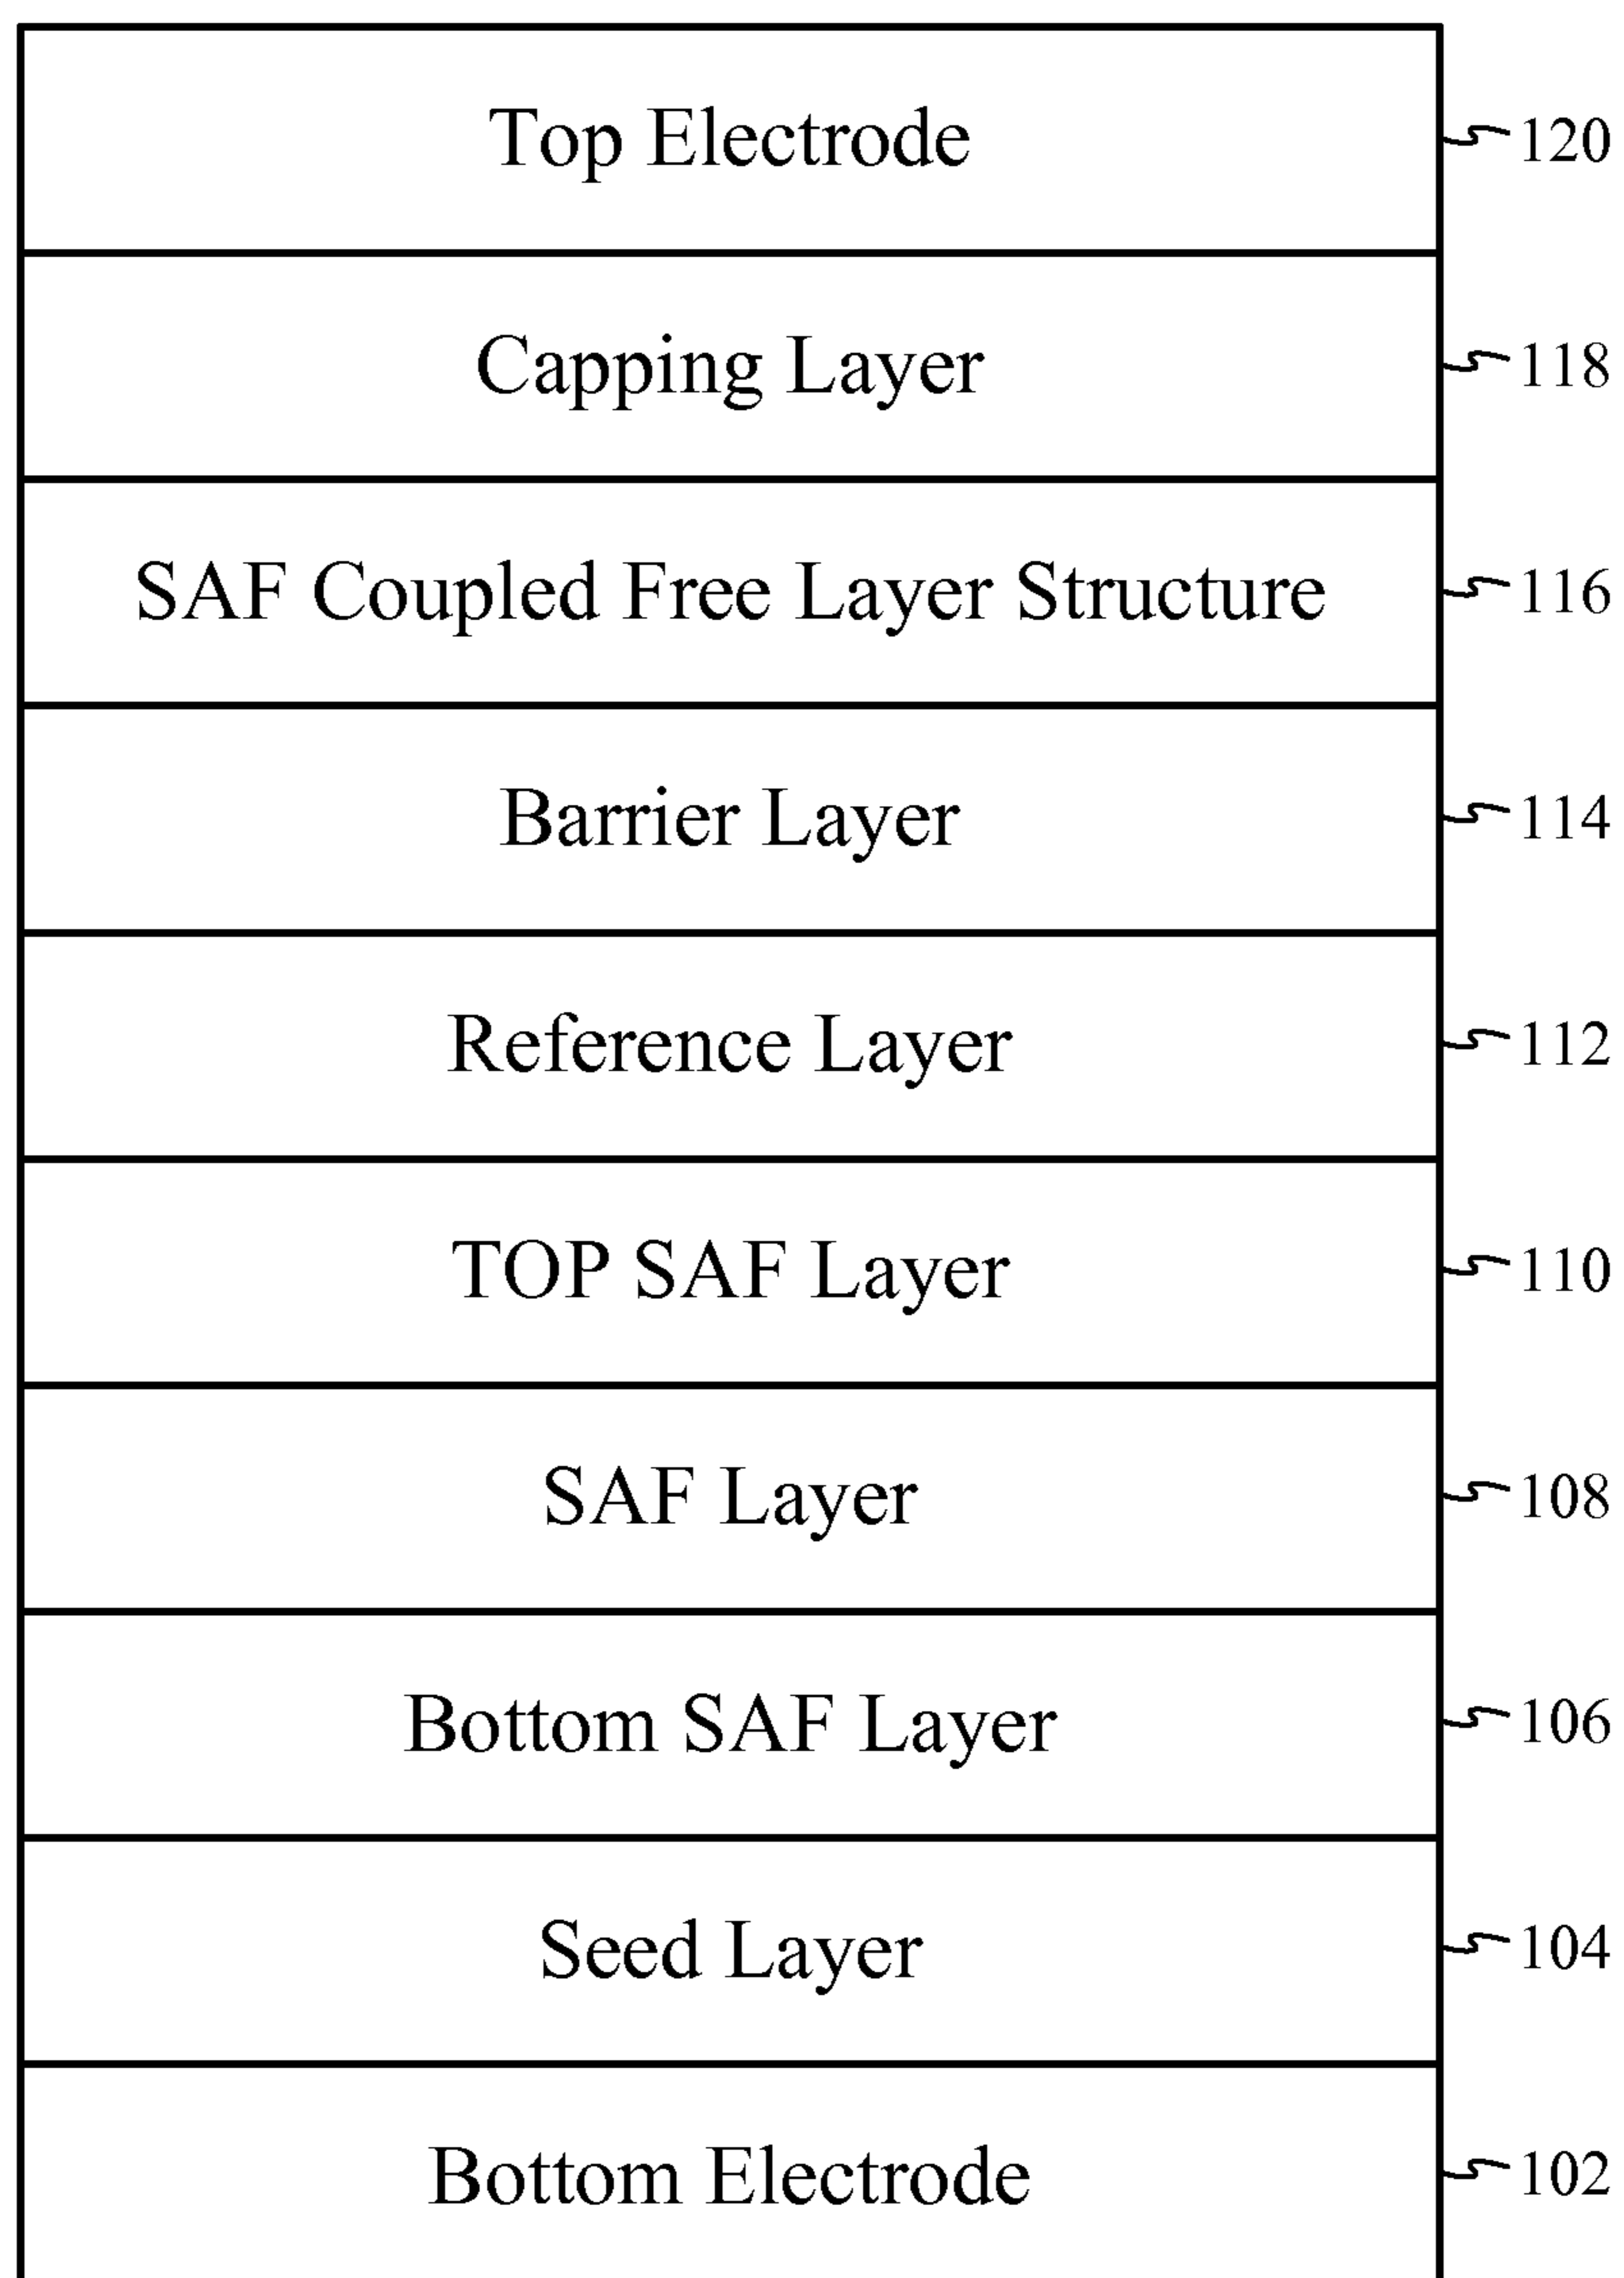 Top Electrode 120
Capping Layer 118
SAF Coupled Free Layer Structure 116
Barrier Layer 114
Reference Layer 112
TOP SAF Layer 110
SAF Layer 108
Bottom SAF Layer 106
Seed Layer 104
Bottom Electrode 102